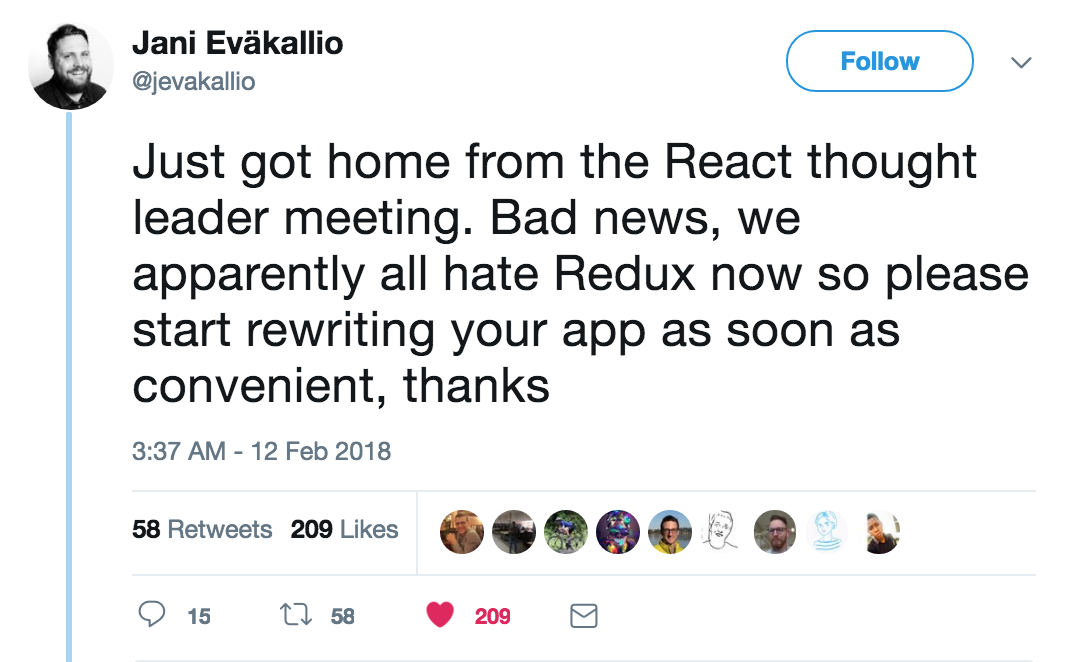 Jani Eväkallio
@jevakallio
Follow
Just got home from the React thought
leader meeting. Bad news, we
apparently all hate Redux now so please
start rewriting your app as soon as
convenient, thanks
3:37 AM - 12 Feb 2018
58 Retweets 209 Likes
15 58 209